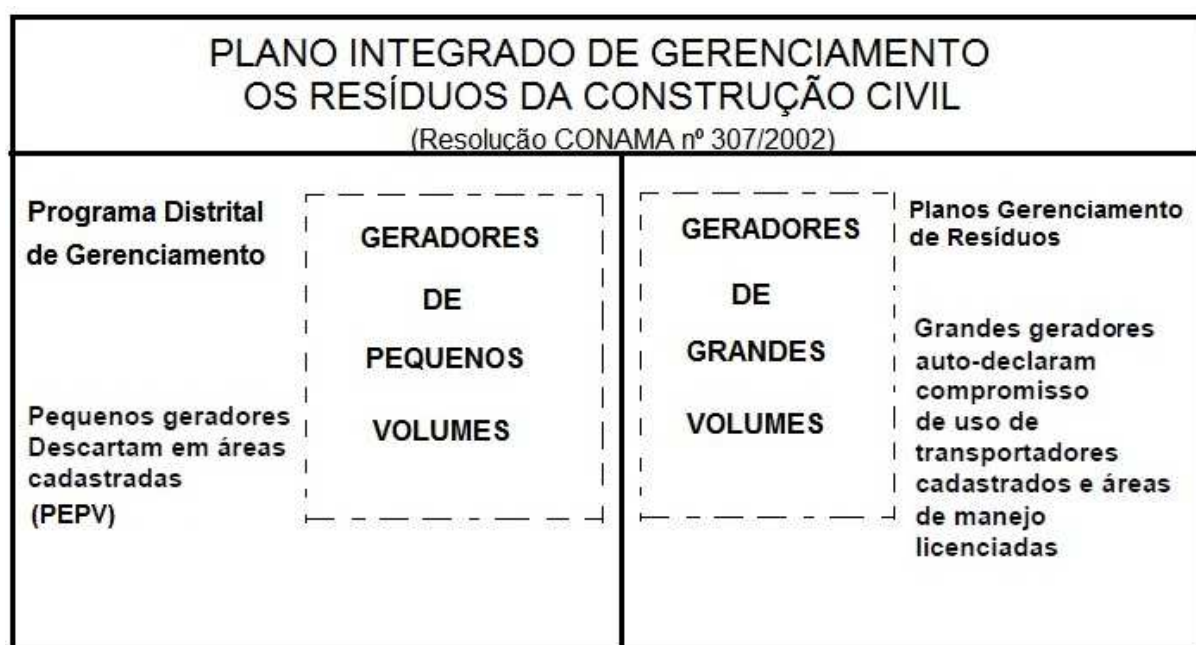 PLANO INTEGRADO DE GERENCIAMENTO
OS RESÍDUOS DA CONSTRUÇÃO CIVIL
(Resolução CONAMA nº 307/2002)
Programa Distrital
de Gerenciamento
Pequenos geradores
Descartam em áreas
cadastradas
(PEPV)
GERADORES
DE
PEQUENOS
VOLUMES
GERADORES
DE
GRANDES
VOLUMES
Planos Gerenciamento
de Resíduos
Grandes geradores
auto-declaram
compromisso
de uso de
transportadores
cadastrados e áreas
de manejo
licenciadas